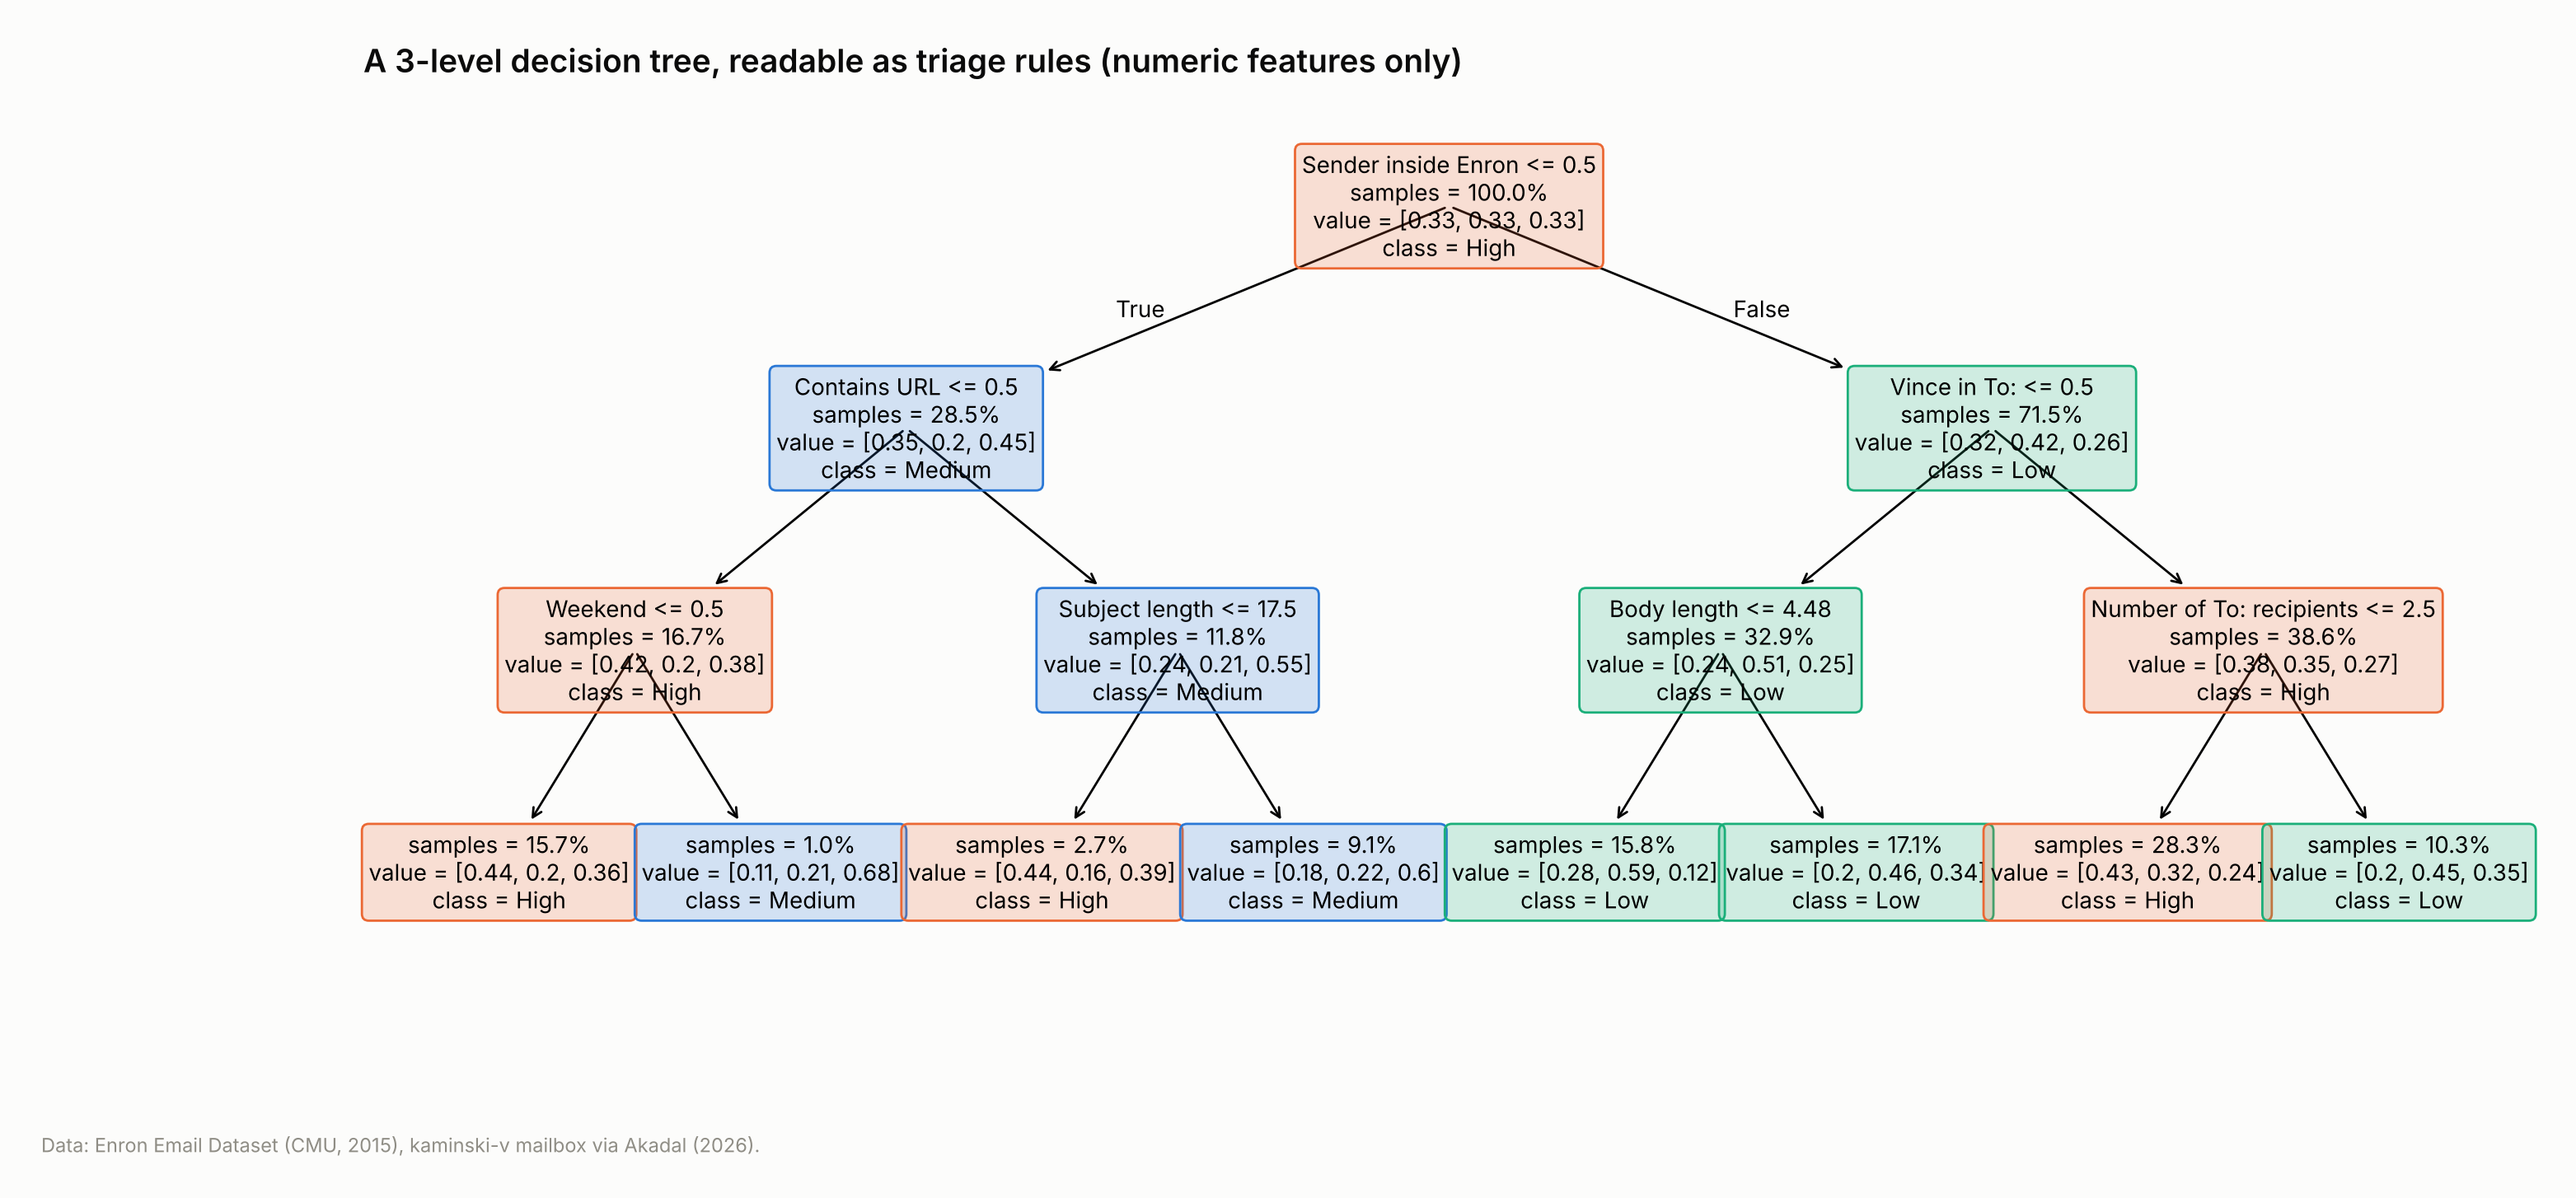 A 3-level decision tree, readable as triage rules (numeric features only)
Sender inside Enron <= 0.5
samples = 100.0%
value = [0.33, 0.33, 0.33]
class = High
True
False
Contains URL <= 0.5
samples = 28.5%
value = [0.35, 0.2, 0.45]
class = Medium
Vince in To: <= 0.5
samples = 71.5%
value = [0.32, 0.42, 0.26]
class = Low
Weekend <= 0.5
samples = 16.7%
value = [0.42, 0.2, 0.38]
class = High
Subject length <= 17.5
samples = 11.8%
value = [0.24, 0.21, 0.55]
class = Medium
Body length <= 4.48
samples = 32.9%
value = [0.24, 0.51, 0.25]
class = Low
Number of To: recipients <= 2.5
samples = 38.6%
value = [0.38, 0.35, 0.27]
class = High
samples = 15.7%
value = [0.44, 0.2, 0.36]
class = High
samples = 1.0%
value = [0.11, 0.21, 0.68]
class = Medium
samples = 2.7%
value = [0.44, 0.16, 0.39]
class = High
samples = 9.1%
value = [0.18, 0.22, 0.6]
class = Medium
samples = 15.8%
value = [0.28, 0.59, 0.12]
class = Low
samples = 17.1%
value = [0.2, 0.46, 0.34]
class = Low
samples = 28.3%
value = [0.43, 0.32, 0.24]
class = High
samples = 10.3%
value = [0.2, 0.45, 0.35]
class = Low
Data: Enron Email Dataset (CMU, 2015), kaminski-v mailbox via Akadal (2026).